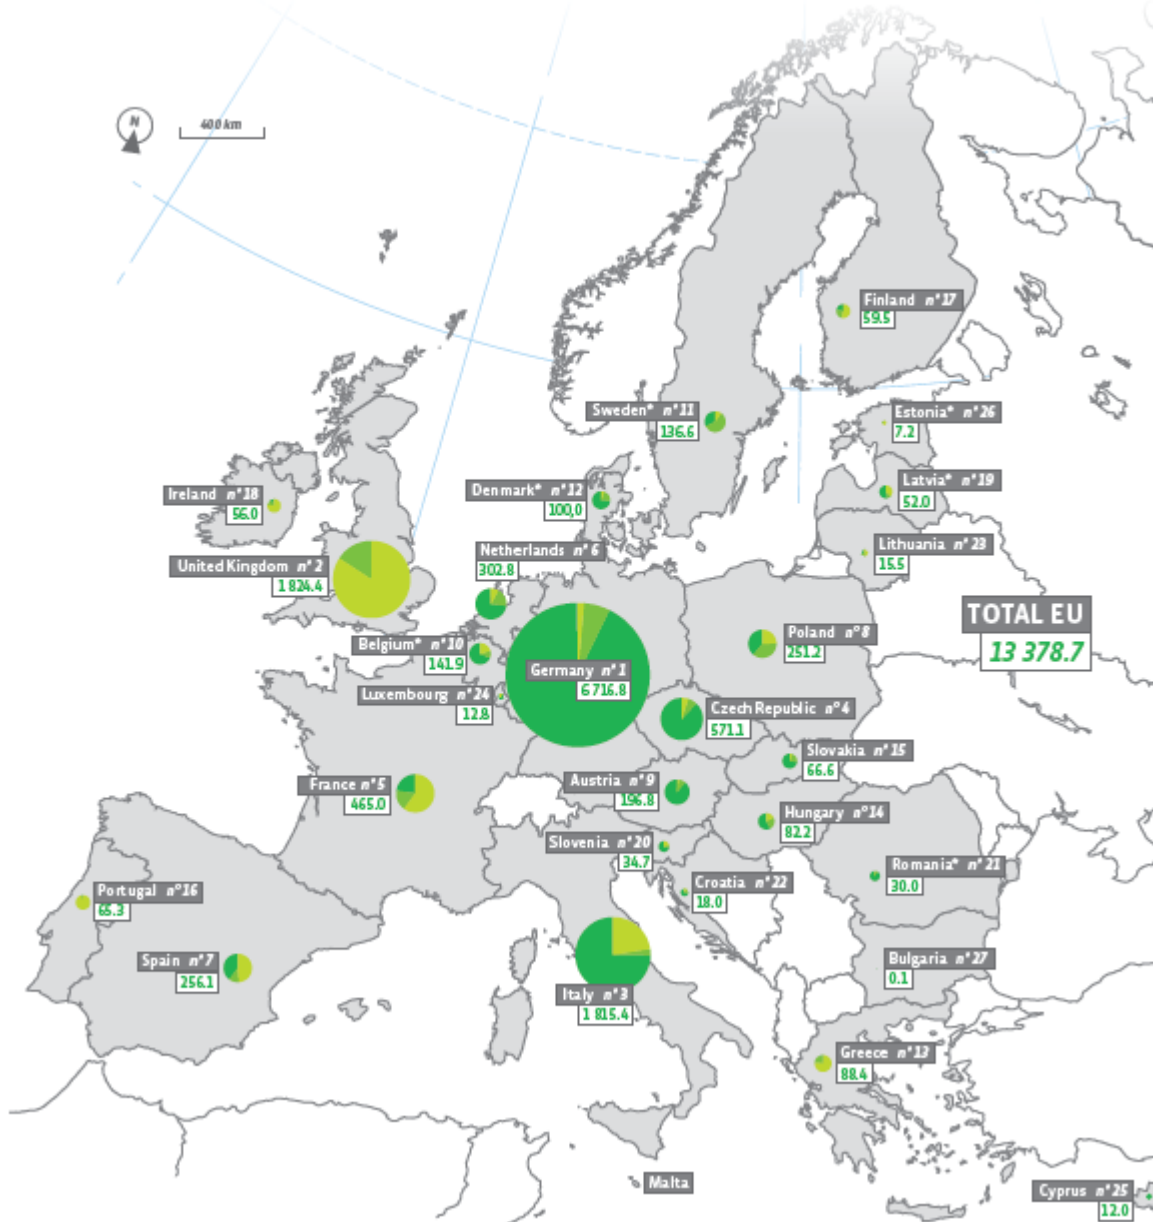 N
400 km
Finland n°17
59.5
Sweden* n°11
136.6
Estonia* n°26
7.2
Latvia* n°19
52.0
Ireland n°18
56.0
Denmark* n°12
100,0
Lithuania n°23
15.5
Netherlands n°6
302.8
United Kingdom n°2
1 824.4
TOTAL EU
13 378.7
Poland n°8
251.2
Belgium* n°10
141.9
Germany n°1
6 716.8
Luxembourg n°24
12.8
Czech Republic n°4
571.1
Slovakia n°15
66.6
France n°5
465.0
Austria n°9
196.8
Hungary n°14
82.2
Slovenia n°20
34.7
Romania* n°21
30.0
Croatia n°22
18.0
Portugal n°16
65.3
Spain n°7
256.1
Bulgaria n°27
0.1
Italy n°3
1 815.4
Greece n°13
88.4
Malta
Cyprus n°25
12.0